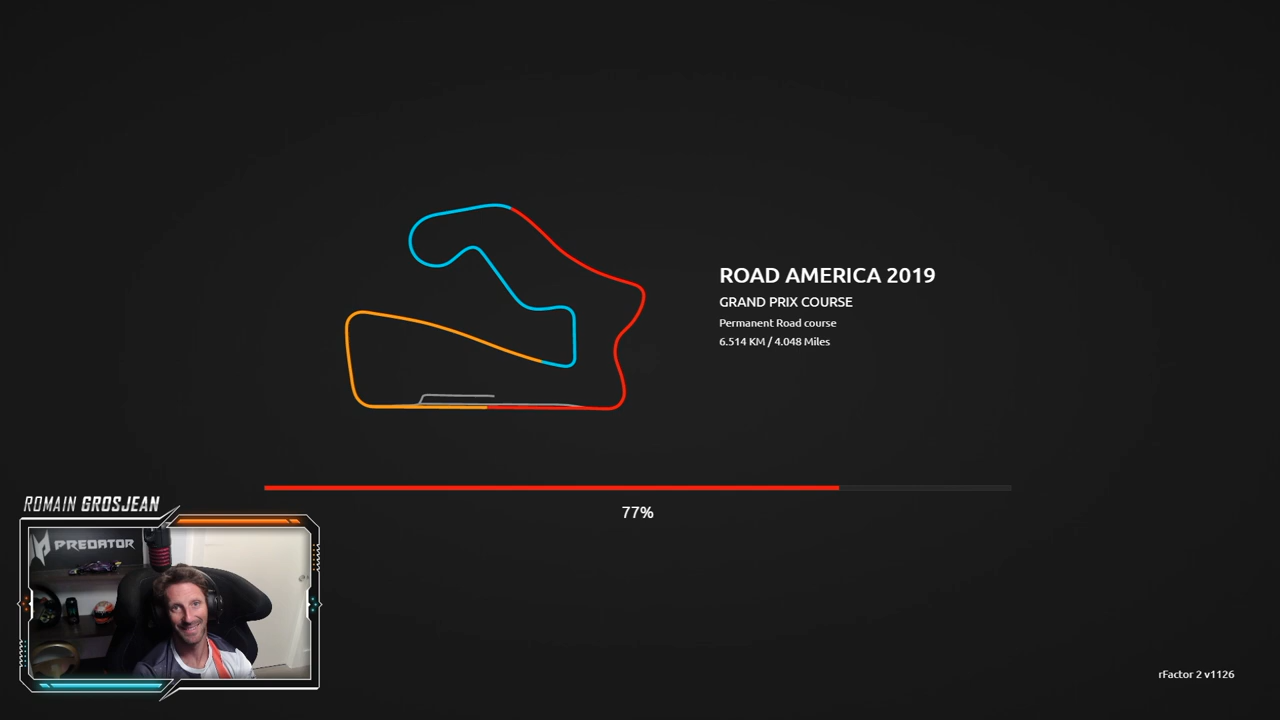 ROAD AMERICA 2019
GRAND PRIX COURSE
Permanent Road course
6.514 KM / 4.048 Miles
77%
ROMAIN GROSJEAN
PREDATOR
rFactor 2 v1126